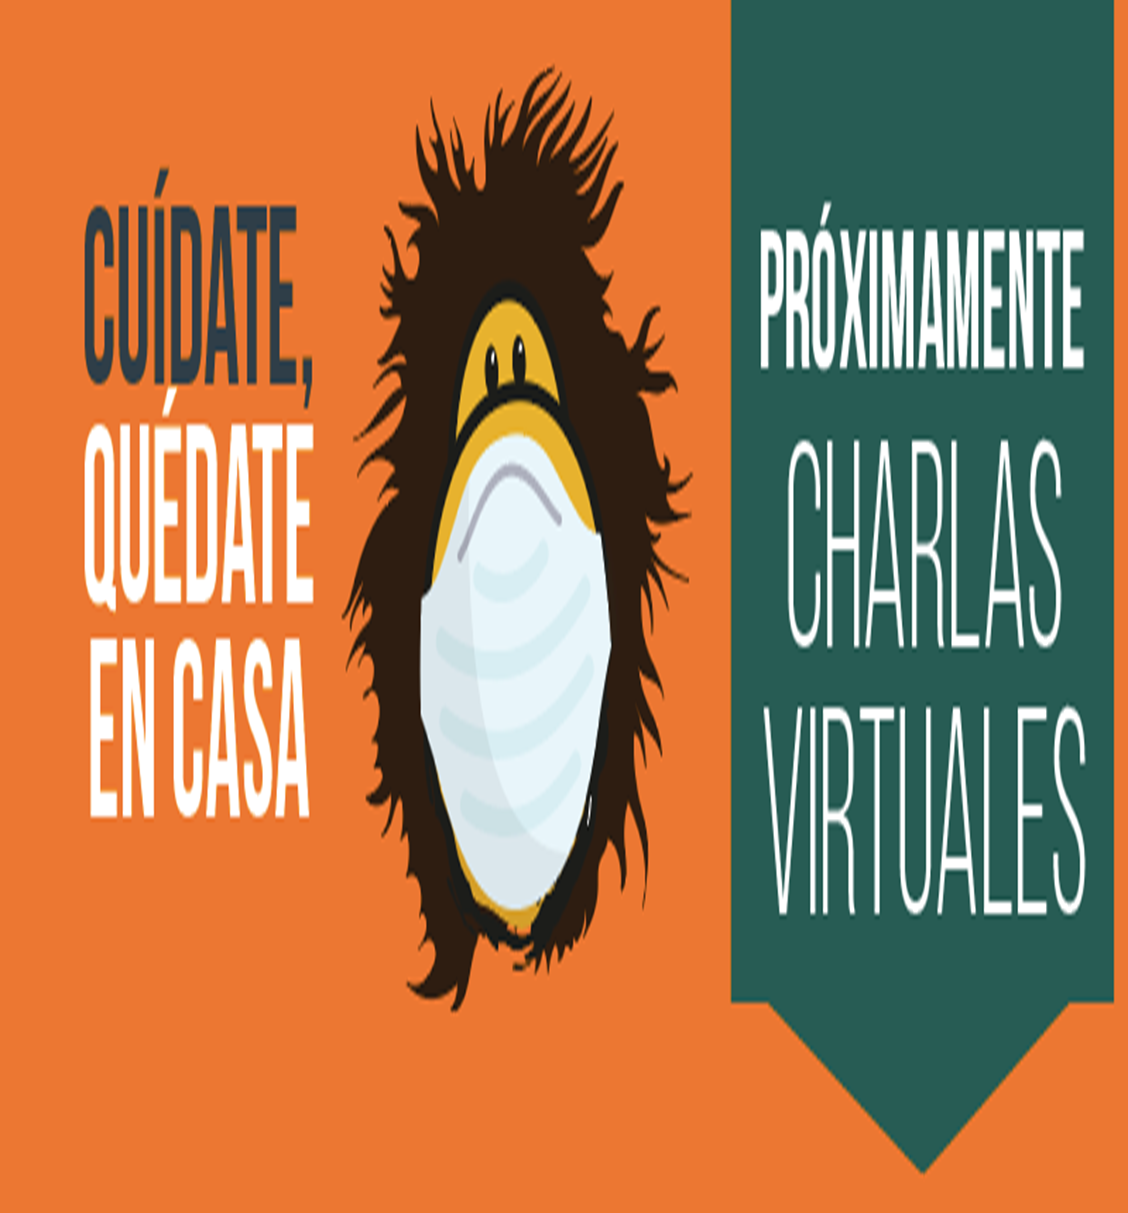 CUÍDATE,
QUÉDATE
EN CASA
PRÓXIMAMENTE
CHARLAS
VIRTUALES